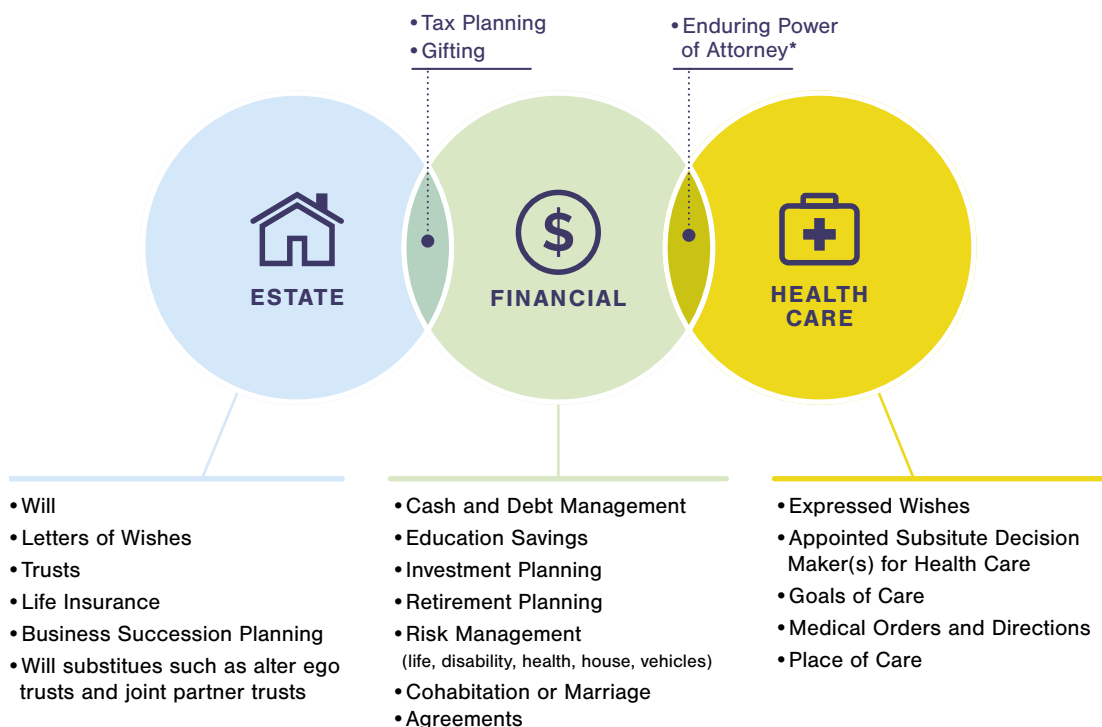 • Tax Planning
• Gifting
• Enduring Power
of Attorney*
$
ESTATE
FINANCIAL
HEALTH
CARE
• Will
• Letters of Wishes
• Trusts
• Life Insurance
• Business Succession Planning
• Will substitues such as alter ego
trusts and joint partner trusts
• Cash and Debt Management
• Education Savings
• Investment Planning
• Retirement Planning
• Risk Management
(life, disability, health, house, vehicles)
• Cohabitation or Marriage
• Agreements
• Expressed Wishes
• Appointed Subsitute Decision
Maker(s) for Health Care
• Goals of Care
• Medical Orders and Directions
• Place of Care